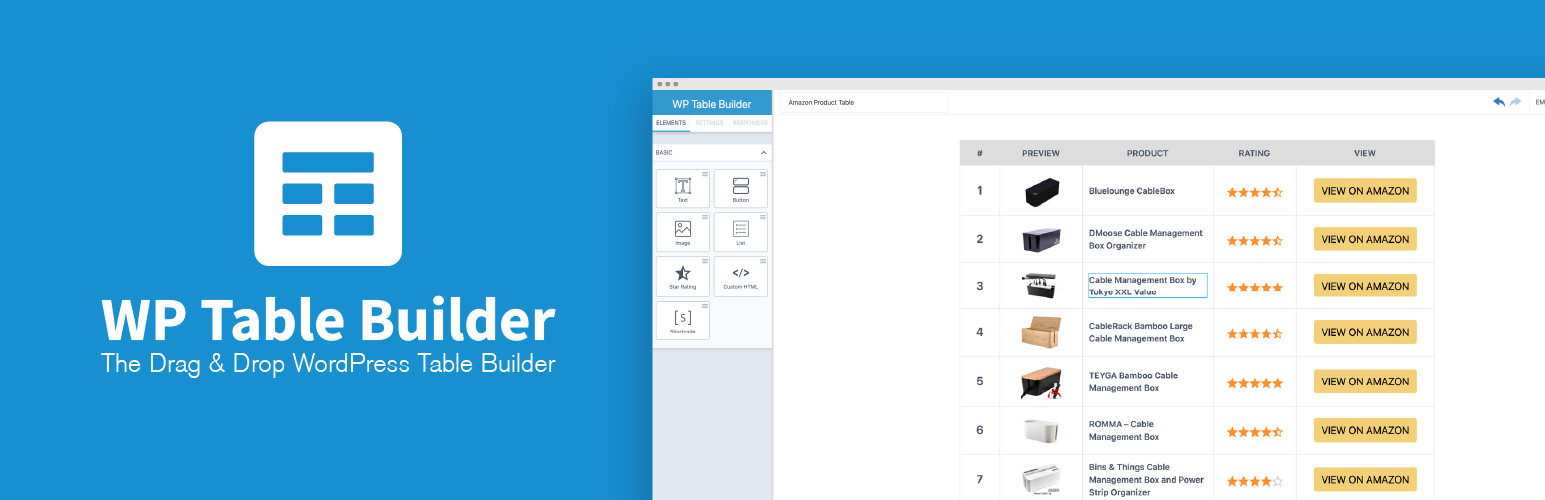 WP Table Builder
The Drag & Drop WordPress Table Builder
WP Table Builder
ELEMENTS SETTINGS RESPONSIVE
BASIC
Text
Button
Image
List
Star Rating
</>
Custom HTML
[S]
Shortcode
Amazon Product Table
EM
# PREVIEW PRODUCT RATING VIEW
1 Bluelounge CableBox VIEW ON AMAZON
2 DMoose Cable Management
Box Organizer VIEW ON AMAZON
3 Cable Management Box by
Yukye XXL Value VIEW ON AMAZON
4 CableRack Bamboo Large
Cable Management Box VIEW ON AMAZON
5 TEYGA Bamboo Cable
Management Box VIEW ON AMAZON
6 ROMMA – Cable
Management Box VIEW ON AMAZON
7 Bins & Things Cable
Management Box and Power
Strip Organizer VIEW ON AMAZON